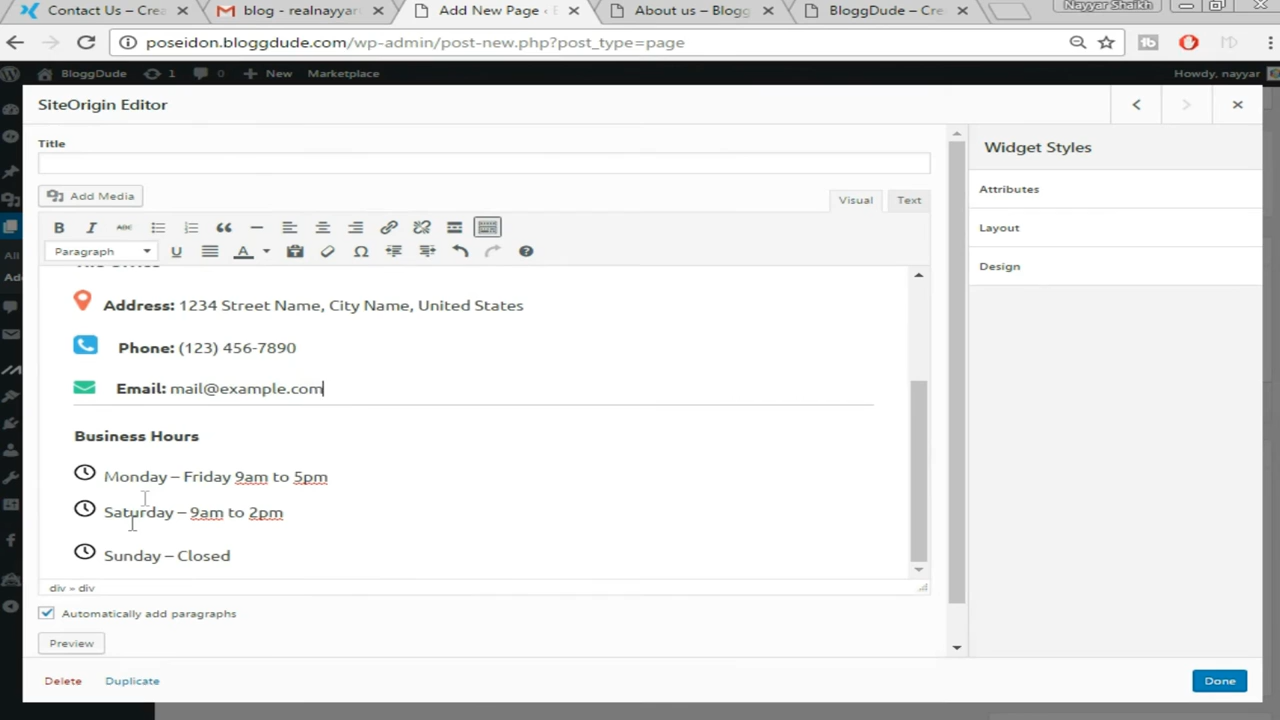 Contact Us – Crea
blog - realnayyar
Add New Page ‹
About us – Blogg
BloggDude – Cre
Nayyar Shaikh
poseidon.bloggdude.com/wp-admin/post-new.php?post_type=page
BloggDude 1 New Marketplace Howdy, nayyar
SiteOrigin Editor
Title
Add Media
Visual Text
B I ABC
Paragraph U A Ω
Address: 1234 Street Name, City Name, United States
Phone: (123) 456-7890
Email: mail@example.com
Business Hours
Monday – Friday 9am to 5pm
Saturday – 9am to 2pm
Sunday – Closed
div » div
Automatically add paragraphs
Preview
Delete Duplicate
Done
Widget Styles
Attributes
Layout
Design
All